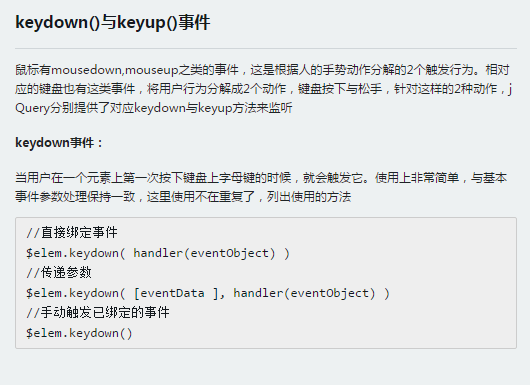 keydown()与keyup()事件
鼠标有mousedown,mouseup之类的事件，这是根据人的手势动作分解的2个触发行为。相对
应的键盘也有这类事件，将用户行为分解成2个动作，键盘按下与松手，针对这样的2种动作，j
Query分别提供了对应keydown与keyup方法来监听
keydown事件：
当用户在一个元素上第一次按下键盘上字母键的时候，就会触发它。使用上非常简单，与基本
事件参数处理保持一致，这里使用不在重复了，列出使用的方法
//直接绑定事件
$elem.keydown( handler(eventObject) )
//传递参数
$elem.keydown( [eventData ], handler(eventObject) )
//手动触发已绑定的事件
$elem.keydown()